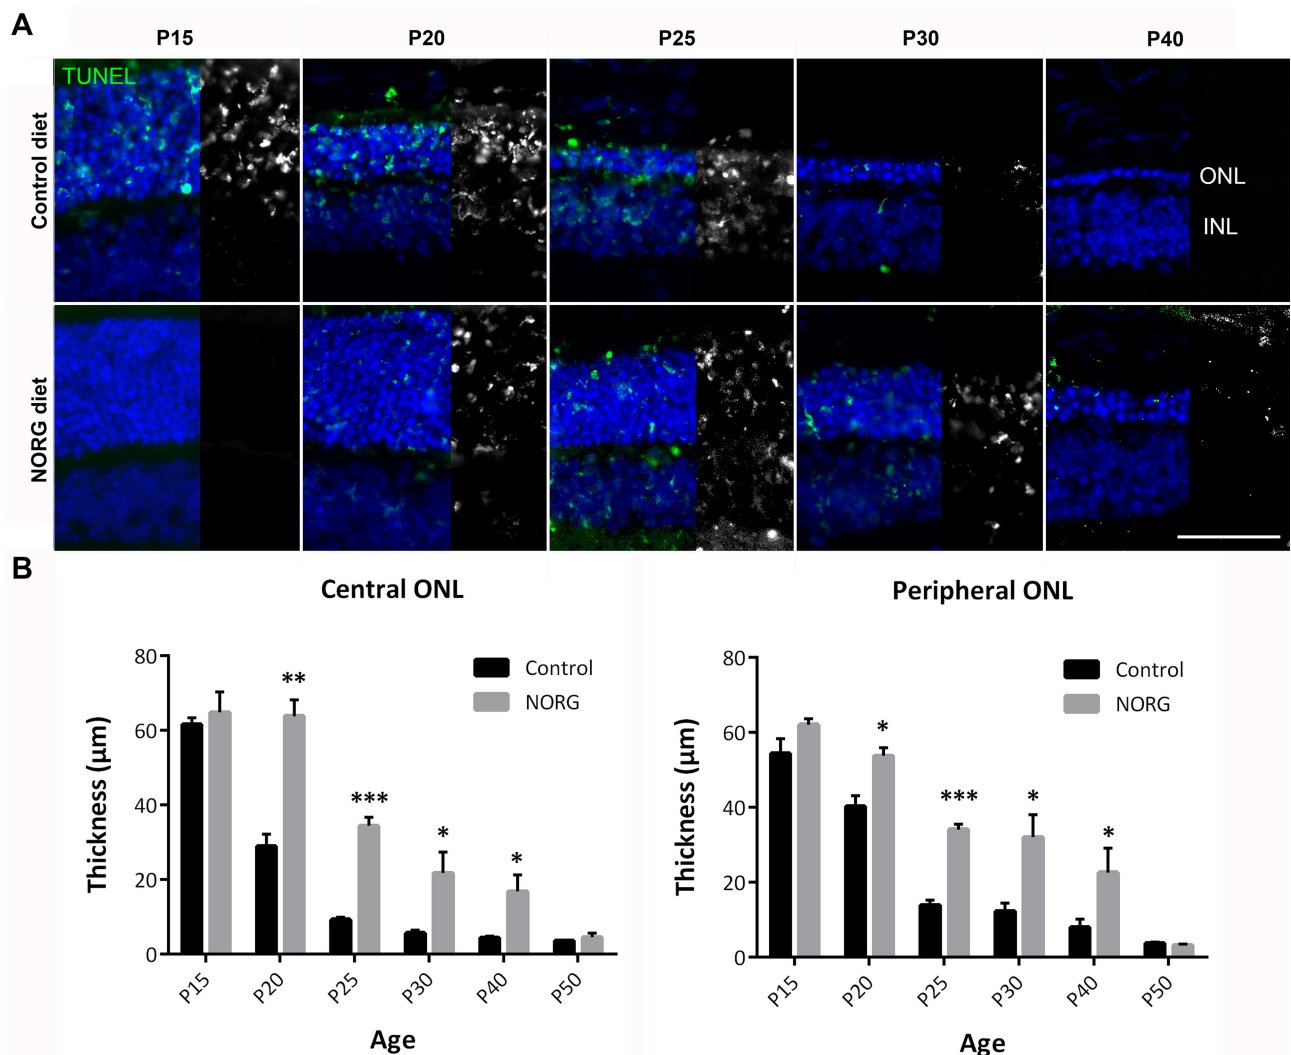 A
P15 P20 P25 P30 P40
Control diet
TUNEL
ONL
INL
NORG diet
B
Central ONL
Thickness (µm)
80
60
40
20
0
Control
NORG
**
***
*
*
P15 P20 P25 P30 P40 P50
Age
Peripheral ONL
Thickness (µm)
80
60
40
20
0
Control
NORG
*
***
*
*
P15 P20 P25 P30 P40 P50
Age